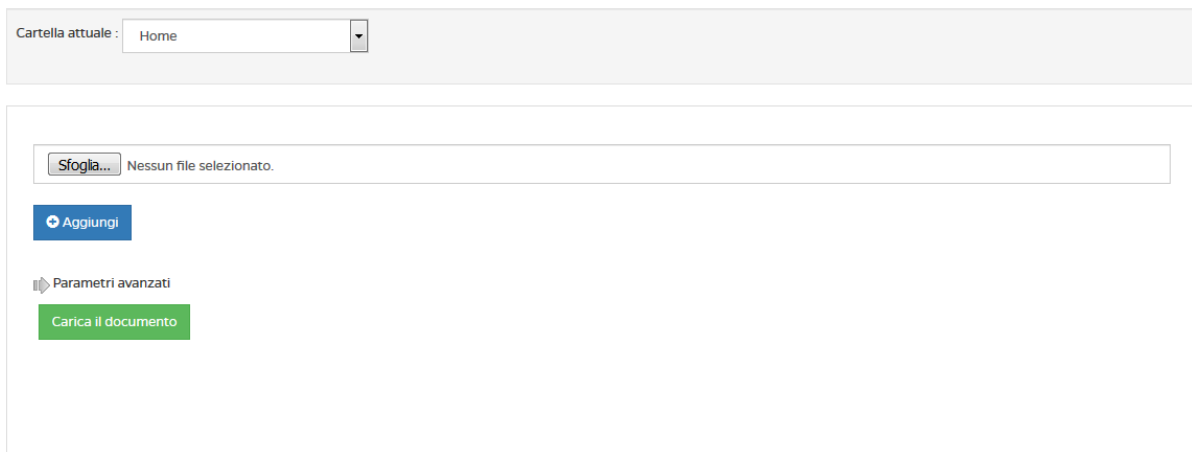 Cartella attuale : Home
Sfoglia... Nessun file selezionato.
Aggiungi
Parametri avanzati
Carica il documento